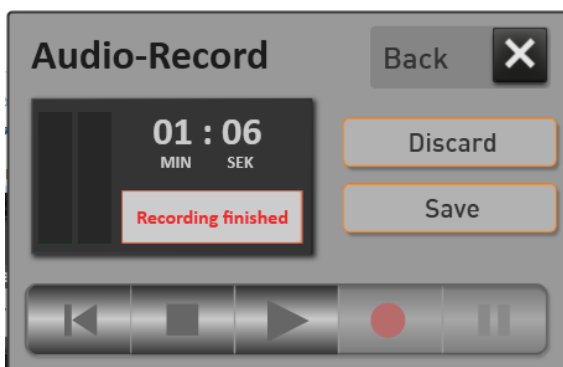 Audio-Record
Back
01 : 06
MIN SEK
Recording finished
Discard
Save